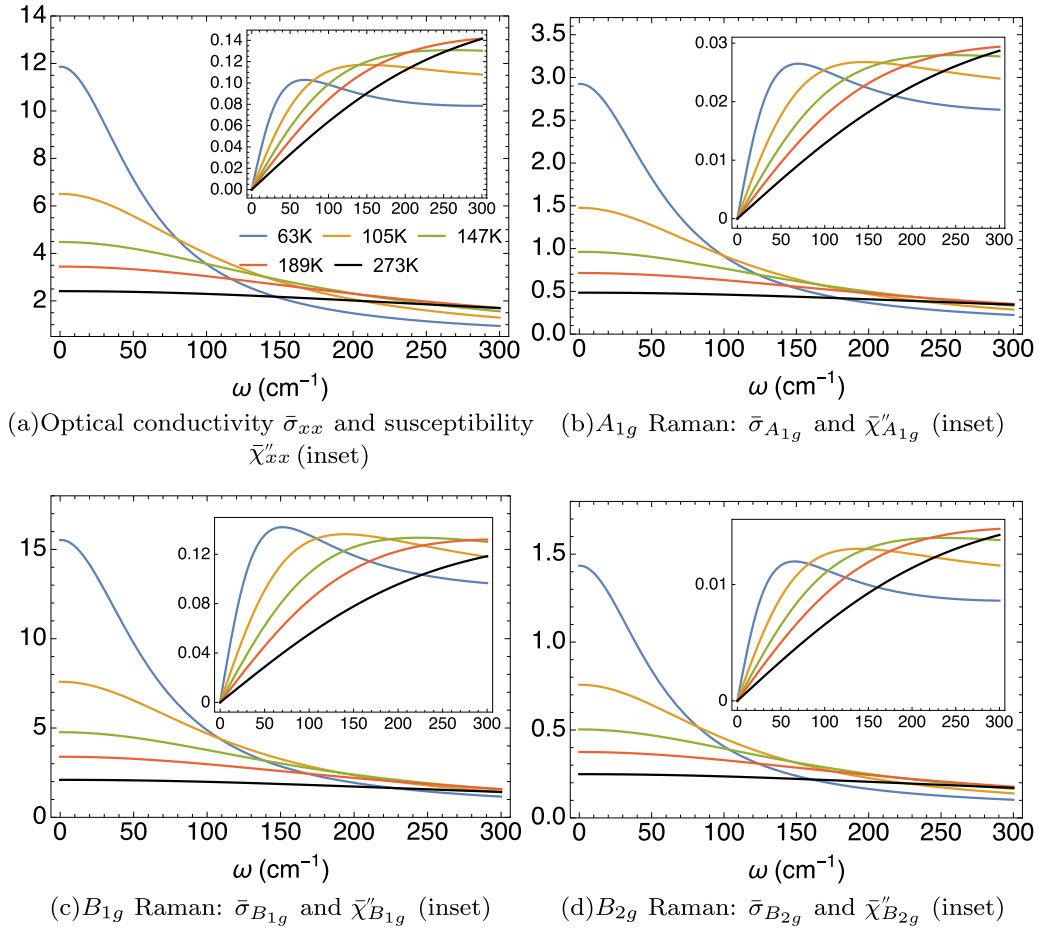 14
12
10
8
6
4
2
0.14
0.12
0.10
0.08
0.06
0.04
0.02
0.00
0 50 100 150 200 250 300
63K 105K 147K
189K 273K
0 50 100 150 200 250 300
ω (cm⁻¹)
(a)Optical conductivity σ̄xx and susceptibility
χ̄″xx (inset)
3.5
3.0
2.5
2.0
1.5
1.0
0.5
0.0
0.03
0.02
0.01
0
0 50 100 150 200 250 300
0 50 100 150 200 250 300
ω (cm⁻¹)
(b)A1g Raman: σ̄A1g and χ̄″A1g (inset)
15
10
5
0
0.12
0.08
0.04
0
0 50 100 150 200 250 300
0 50 100 150 200 250 300
ω (cm⁻¹)
(c)B1g Raman: σ̄B1g and χ̄″B1g (inset)
1.5
1.0
0.5
0.0
0.01
0
0 50 100 150 200 250 300
0 50 100 150 200 250 300
ω (cm⁻¹)
(d)B2g Raman: σ̄B2g and χ̄″B2g (inset)